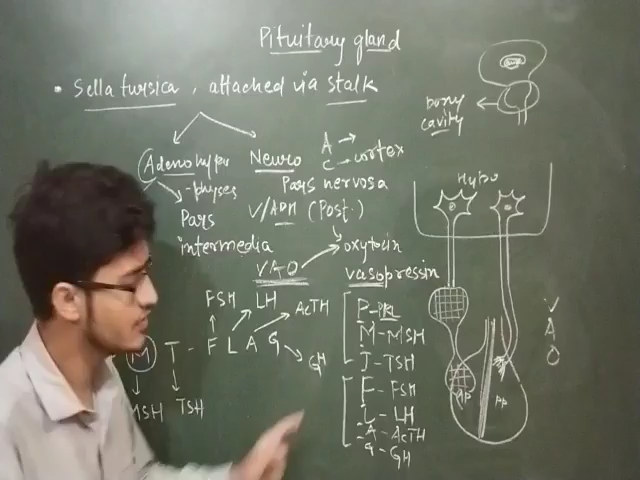 Pituitary gland
• Sella tursica, attached via stalk
bony
cavity
Adenohypo
-physes
Neuro
A →
C - cortex
Pars nervosa
Pars
intermedia
V/ADH (Post.)
oxytocin
VAO
vasopressin
Hypo
FSH LH ACTH
M T - F L A G
GH
MSH TSH
P - PRL
M - MSH
T - TSH
F - FSH
L - LH
A - ACTH
G - GH
V
A
O
AP
PP